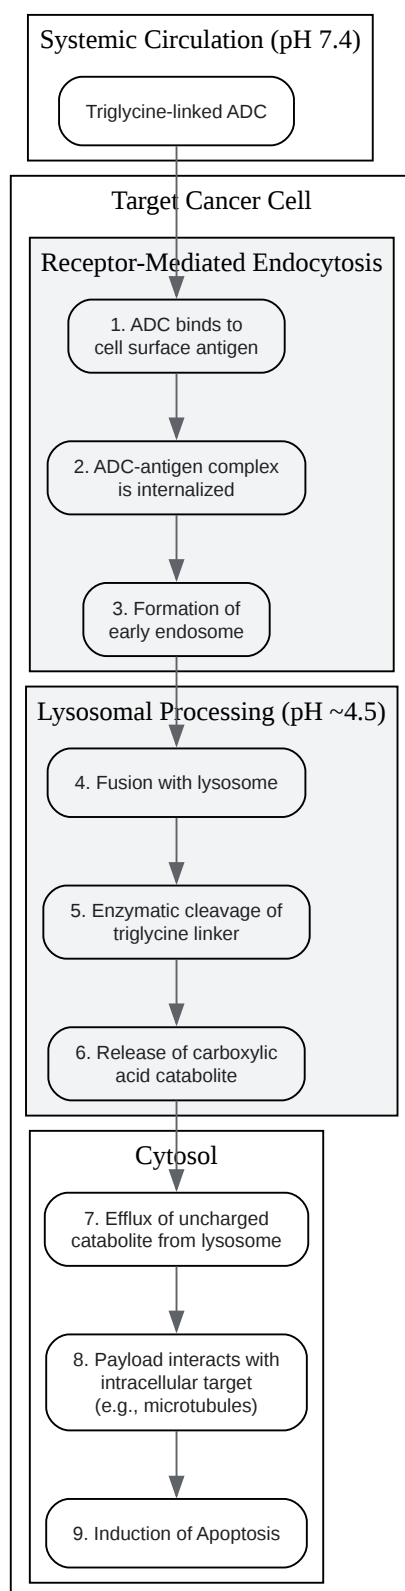 Systemic Circulation (pH 7.4)
Triglycine-linked ADC
Target Cancer Cell
Receptor-Mediated Endocytosis
1. ADC binds to
cell surface antigen
2. ADC-antigen complex
is internalized
3. Formation of
early endosome
Lysosomal Processing (pH ~4.5)
4. Fusion with lysosome
5. Enzymatic cleavage of
triglycine linker
6. Release of carboxylic
acid catabolite
Cytosol
7. Efflux of uncharged
catabolite from lysosome
8. Payload interacts with
intracellular target
(e.g., microtubules)
9. Induction of Apoptosis